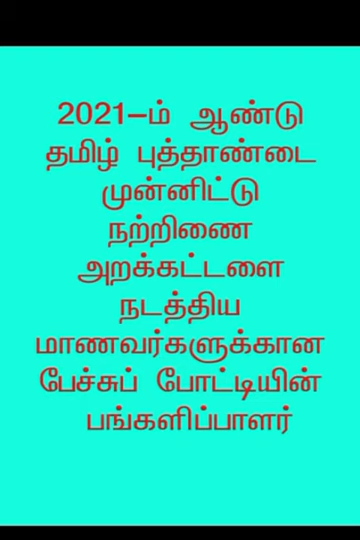 2021-ம் ஆண்டு
தமிழ் புத்தாண்டை
முன்னிட்டு
நற்றிணை
அறக்கட்டளை
நடத்திய
மாணவர்களுக்கான
பேச்சுப் போட்டியின்
பங்களிப்பாளர்